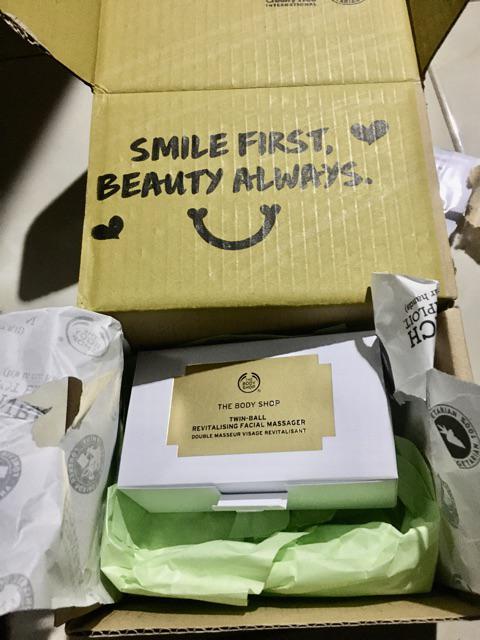 INTERNATIONAL
SMILE FIRST,
BEAUTY ALWAYS.
THE
BODY
SHOP
THE BODY SHOP
TWIN-BALL
REVITALISING FACIAL MASSAGER
DOUBLE MASSEUR VISAGE REVITALISANT